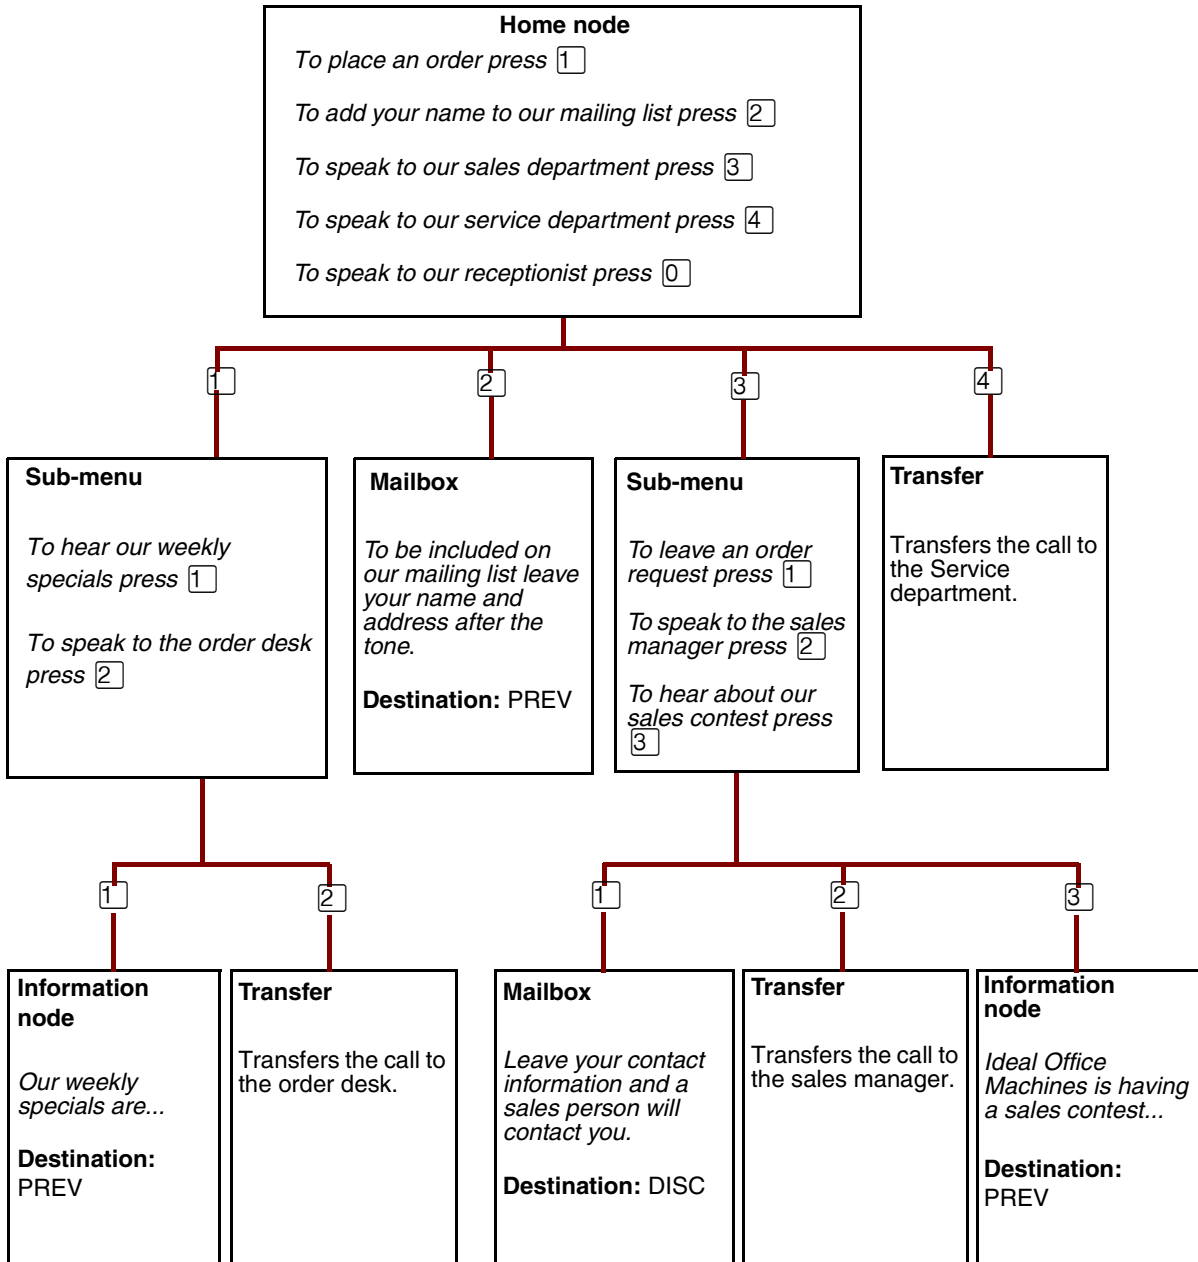 Home node
To place an order press 1
To add your name to our mailing list press 2
To speak to our sales department press 3
To speak to our service department press 4
To speak to our receptionist press 0
1
2
3
4
Sub-menu
To hear our weekly
specials press 1
To speak to the order desk
press 2
Mailbox
To be included on
our mailing list leave
your name and
address after the
tone.
Destination: PREV
Sub-menu
To leave an order
request press 1
To speak to the sales
manager press 2
To hear about our
sales contest press
3
Transfer
Transfers the call to
the Service
department.
1
2
1
2
3
Information
node
Our weekly
specials are...
Destination:
PREV
Transfer
Transfers the call to
the order desk.
Mailbox
Leave your contact
information and a
sales person will
contact you.
Destination: DISC
Transfer
Transfers the call to
the sales manager.
Information
node
Ideal Office
Machines is having
a sales contest...
Destination:
PREV